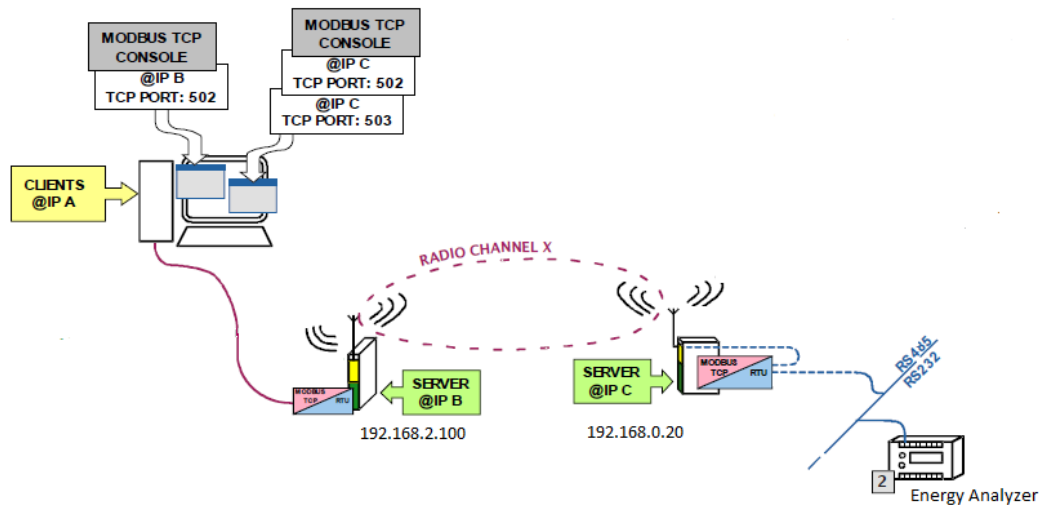 MODBUS TCP
CONSOLE
@IP B
TCP PORT: 502
MODBUS TCP
CONSOLE
@IP C
TCP PORT: 502
@IP C
TCP PORT: 503
CLIENTS
@IP A
RADIO CHANNEL X
MODBUS
TCP
RTU
SERVER
@IP B
192.168.2.100
SERVER
@IP C
192.168.0.20
MODBUS
TCP
RTU
RS485
RS232
2
Energy Analyzer